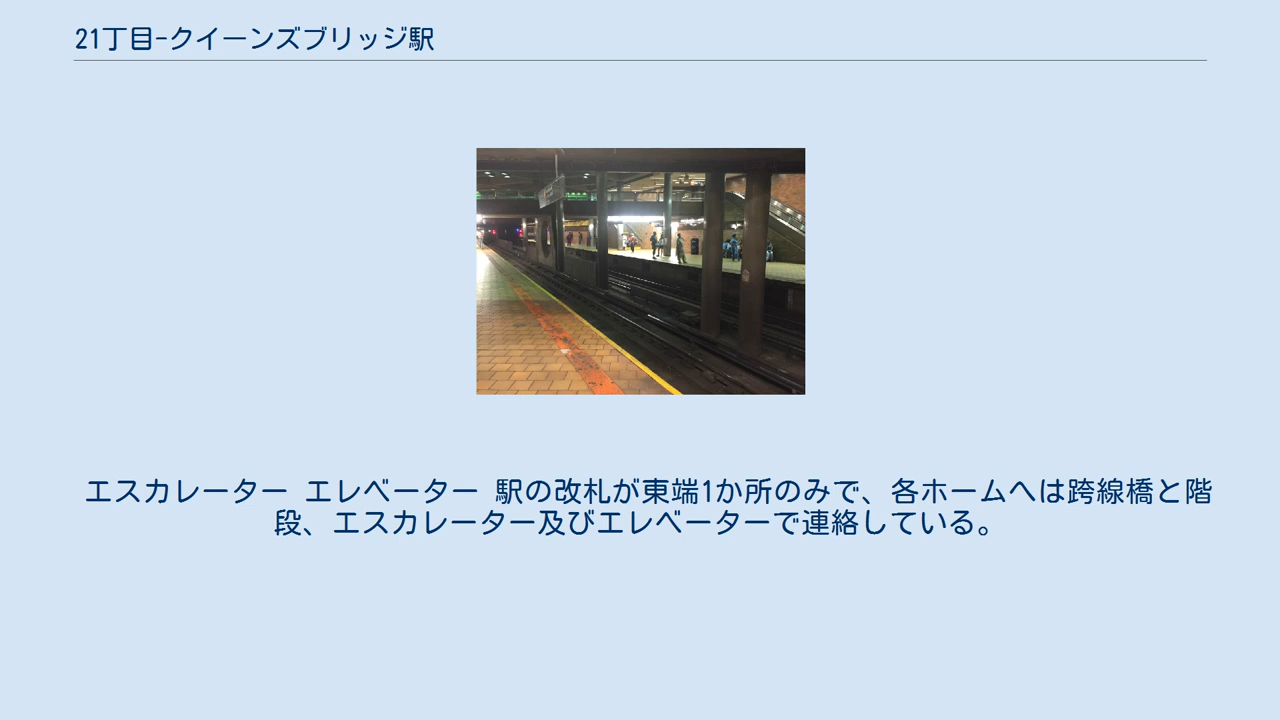 21丁目-クイーンズブリッジ駅
エスカレーター エレベーター 駅の改札が東端1か所のみで、各ホームへは跨線橋と階
段、エスカレーター及びエレベーターで連絡している。